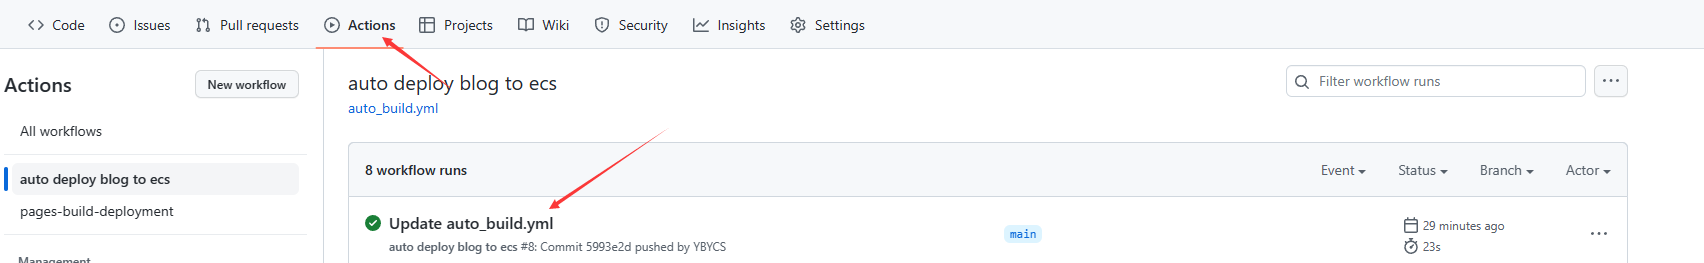 Code Issues Pull requests Actions Projects Wiki Security Insights Settings
Actions
New workflow
All workflows
auto deploy blog to ecs
pages-build-deployment
Management
auto deploy blog to ecs
auto_build.yml
Filter workflow runs
8 workflow runs
Event Status Branch Actor
Update auto_build.yml
auto deploy blog to ecs #8: Commit 5993e2d pushed by YBYCS
main
29 minutes ago
23s